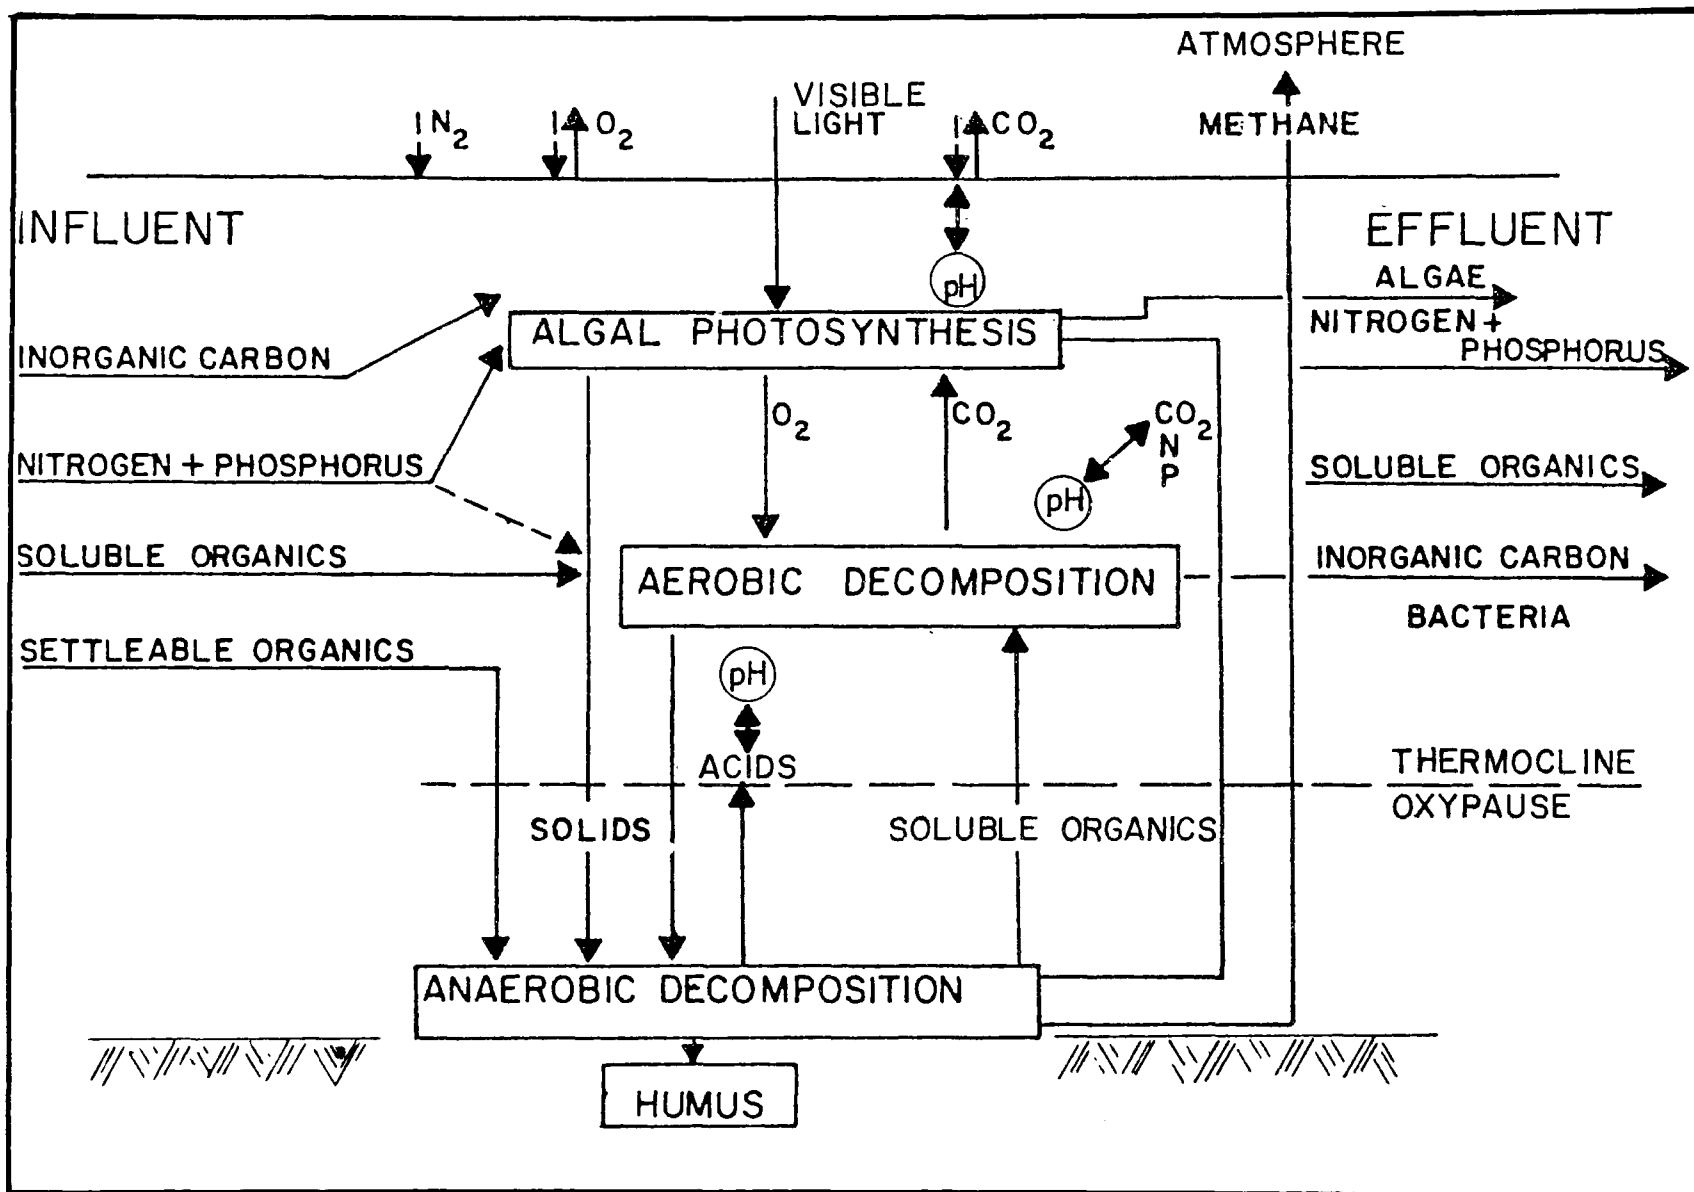 ATMOSPHERE
N2
O2
VISIBLE
LIGHT
CO2
METHANE
INFLUENT
EFFLUENT
pH
ALGAE
ALGAL PHOTOSYNTHESIS
NITROGEN +
PHOSPHORUS
INORGANIC CARBON
O2
CO2
CO2
N
P
NITROGEN + PHOSPHORUS
SOLUBLE ORGANICS
pH
SOLUBLE ORGANICS
AEROBIC DECOMPOSITION
INORGANIC CARBON
BACTERIA
SETTLEABLE ORGANICS
pH
ACIDS
THERMOCLINE
OXYPAUSE
SOLIDS
SOLUBLE ORGANICS
ANAEROBIC DECOMPOSITION
HUMUS